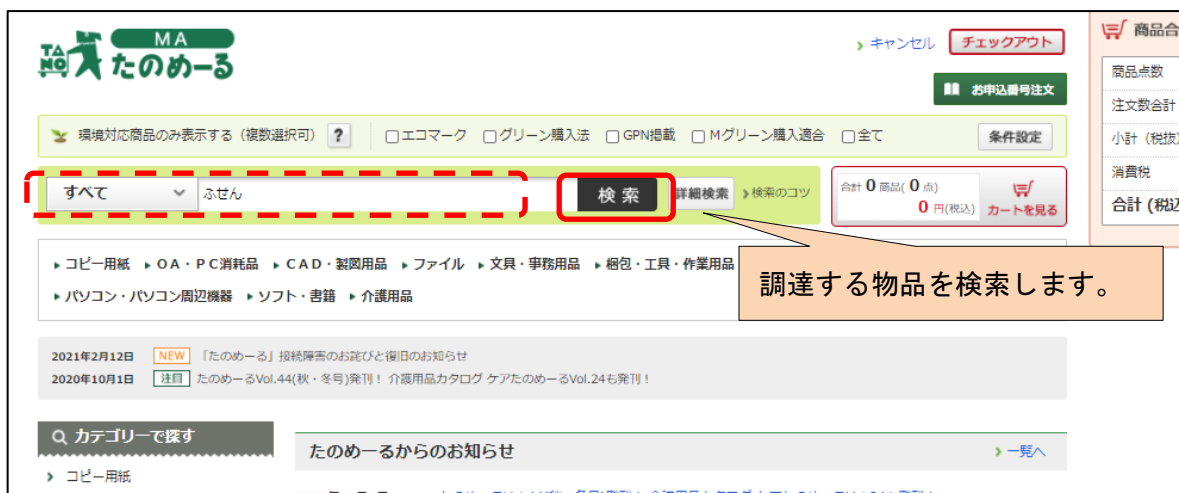 MA
TA
NO
たのめーる
キャンセル チェックアウト
お申込番号注文
環境対応商品のみ表示する（複数選択可） ? エコマーク グリーン購入法 GPN掲載 Mグリーン購入適合 全て 条件設定
すべて ふせん 検索 詳細検索 検索のコツ
合計 0 商品( 0 点)
0 円(税込) カートを見る
商品合
商品点数
注文数合計
小計（税抜）
消費税
合計 (税込
調達する物品を検索します。
コピー用紙 OA・PC消耗品 CAD・製図用品 ファイル 文具・事務用品 梱包・工具・作業用品
パソコン・パソコン周辺機器 ソフト・書籍 介護用品
2021年2月12日 NEW 「たのめーる」接続障害のお詫びと復旧のお知らせ
2020年10月1日 注目 たのめーるVol.44(秋・冬号)発刊！ 介護用品カタログ ケアたのめーるVol.24も発刊！
カテゴリーで探す
コピー用紙
たのめーるからのお知らせ 一覧へ